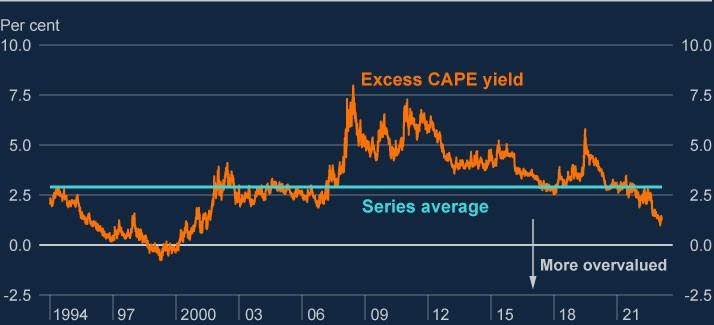 Per cent
10.0 10.0
Excess CAPE yield
7.5 7.5
5.0 5.0
2.5 2.5
Series average
0.0 0.0
More overvalued
-2.5 -2.5
1994 97 2000 03 06 09 12 15 18 21